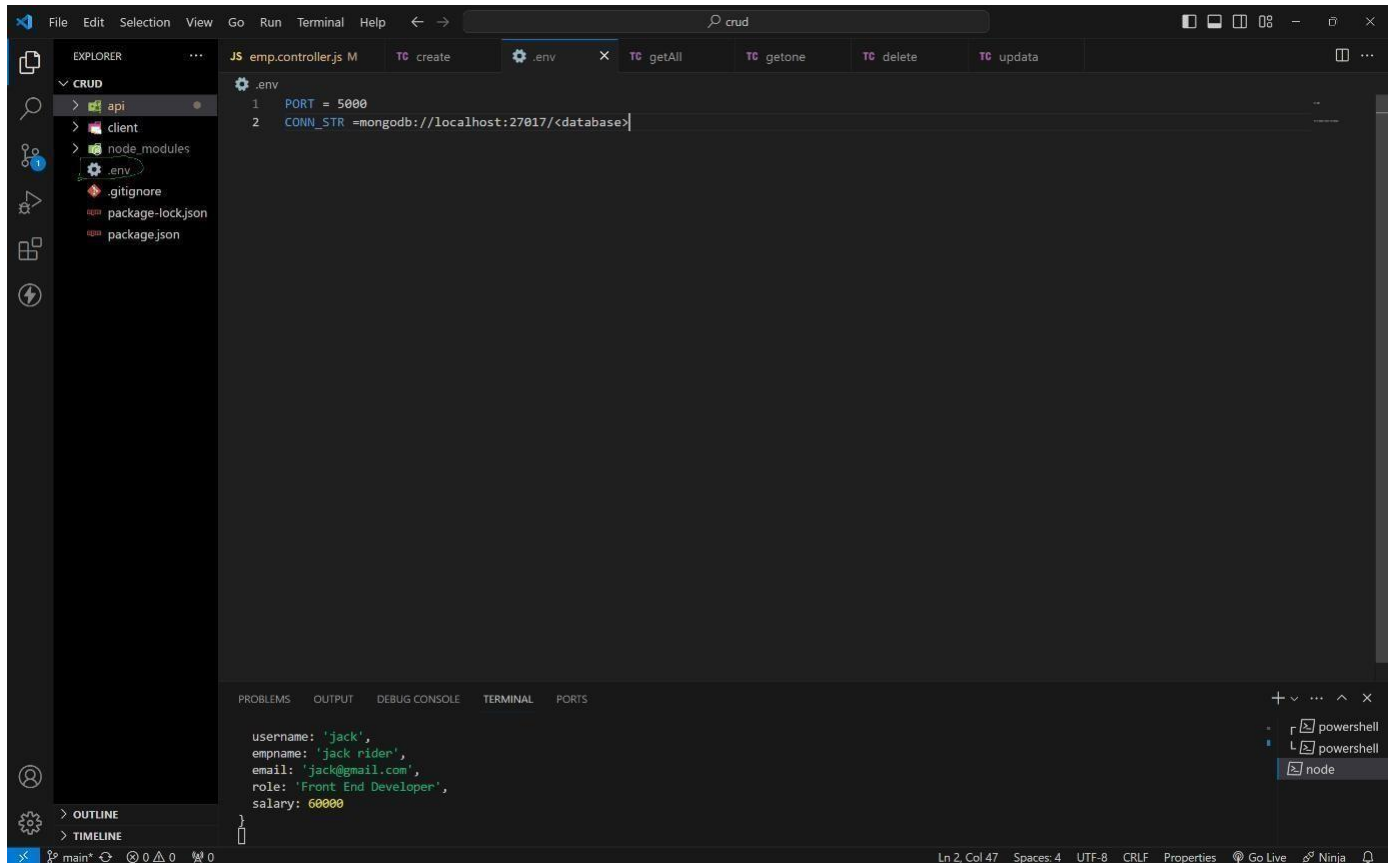 File Edit Selection View Go Run Terminal Help
crud
EXPLORER
CRUD
api
client
node_modules
.env
.gitignore
package-lock.json
package.json
OUTLINE
TIMELINE
JS emp.controller.js M
TC create
.env
TC getAll
TC getone
TC delete
TC updata
.env
1 PORT = 5000
2 CONN_STR =mongodb://localhost:27017/<database>
PROBLEMS OUTPUT DEBUG CONSOLE TERMINAL PORTS
username: 'jack',
empname: 'jack rider',
email: 'jack@gmail.com',
role: 'Front End Developer',
salary: 60000
}
powershell
powershell
node
1
main* 0 0 0
Ln 2, Col 47 Spaces: 4 UTF-8 CRLF Properties Go Live Ninja